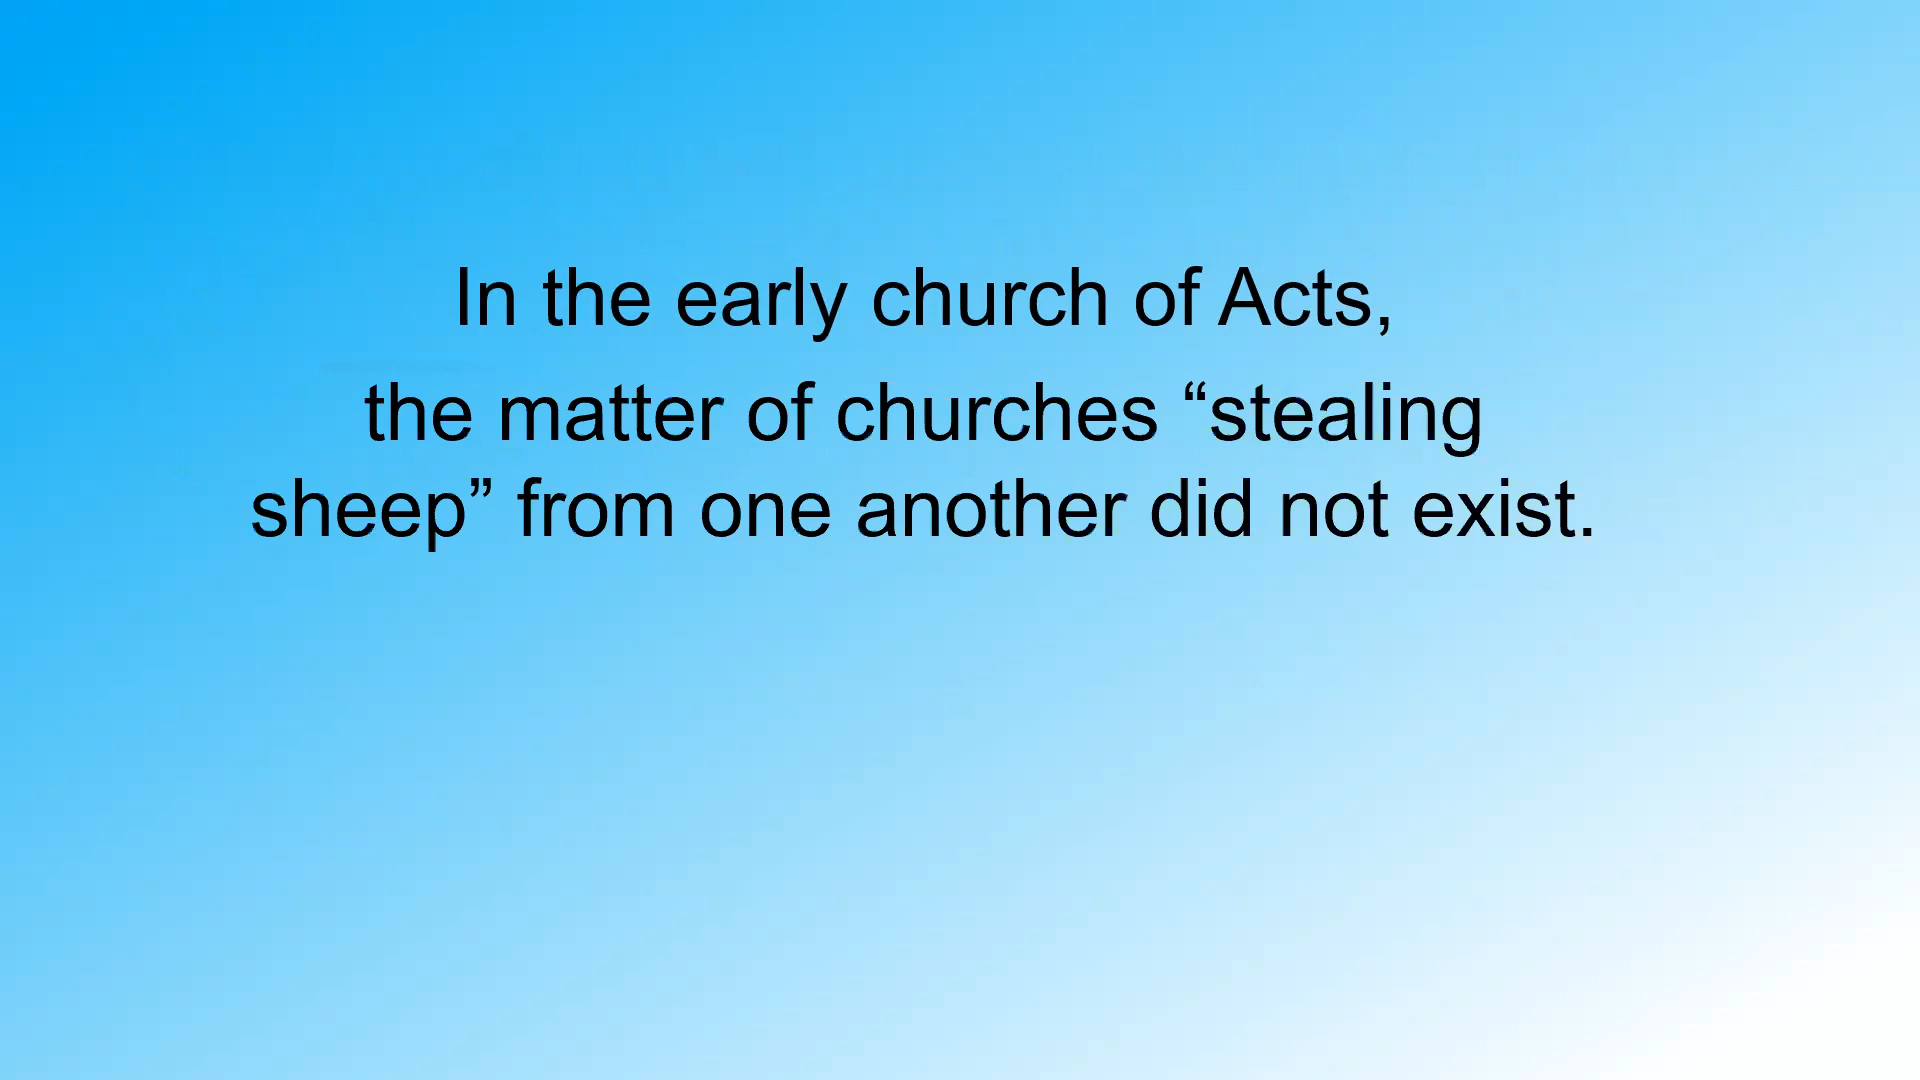 In the early church of Acts,
the matter of churches “stealing
sheep” from one another did not exist.